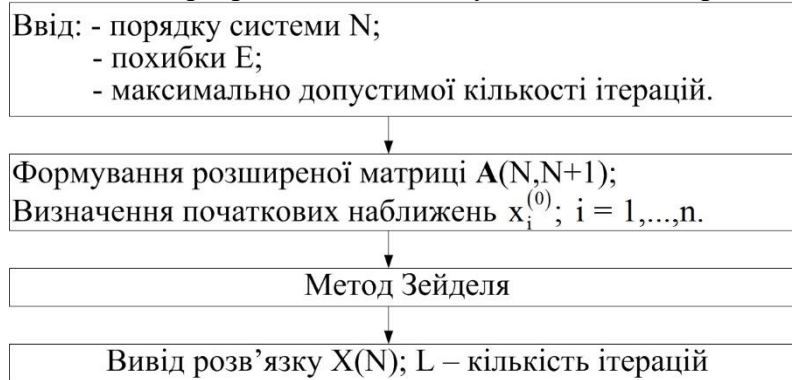 Ввід: - порядку системи N;
- похибки E;
- максимально допустимої кількості ітерацій.
Формування розширеної матриці A(N,N+1);
Визначення початкових наближень x_i^(0); i = 1,...,n.
Метод Зейделя
Вивід розв’язку X(N); L – кількість ітерацій